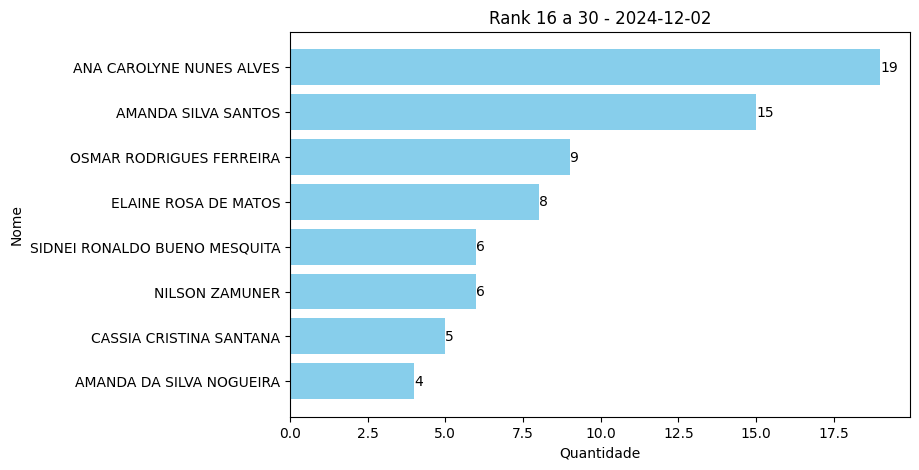 Rank 16 a 30 - 2024-12-02
Nome
ANA CAROLYNE NUNES ALVES 19
AMANDA SILVA SANTOS 15
OSMAR RODRIGUES FERREIRA 9
ELAINE ROSA DE MATOS 8
SIDNEI RONALDO BUENO MESQUITA 6
NILSON ZAMUNER 6
CASSIA CRISTINA SANTANA 5
AMANDA DA SILVA NOGUEIRA 4
0.0 2.5 5.0 7.5 10.0 12.5 15.0 17.5
Quantidade